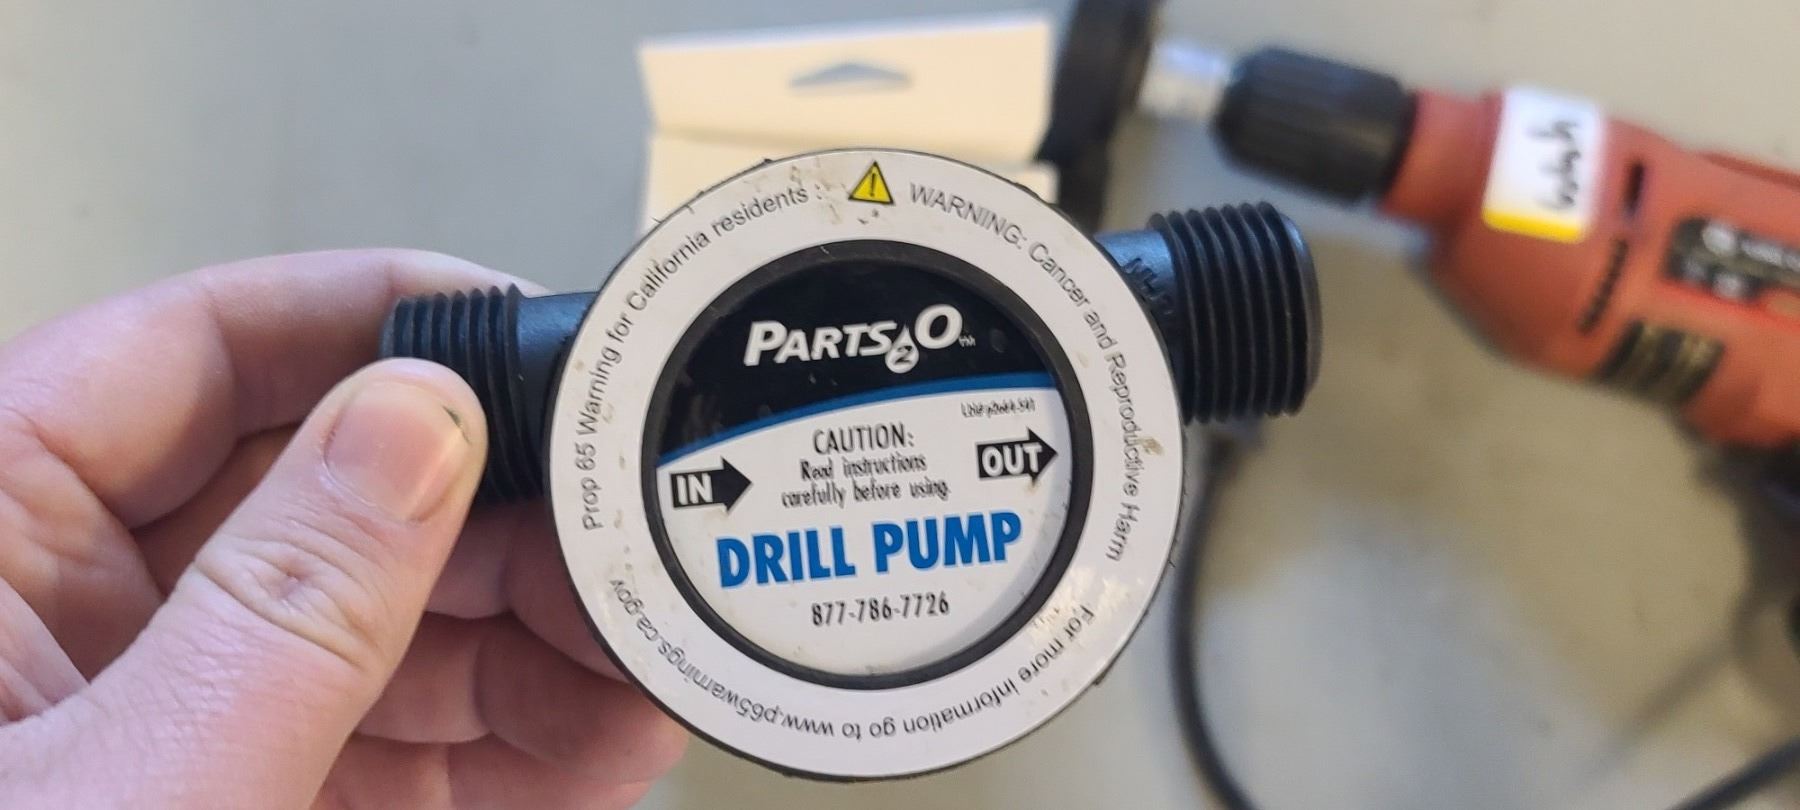 Prop 65 Warning for California residents :
WARNING: Cancer and Reproductive Harm
For more information go to www.p65warnings.ca.gov
PARTS2O™
CAUTION:
Read instructions
carefully before using.
IN
OUT
DRILL PUMP
877-786-7726